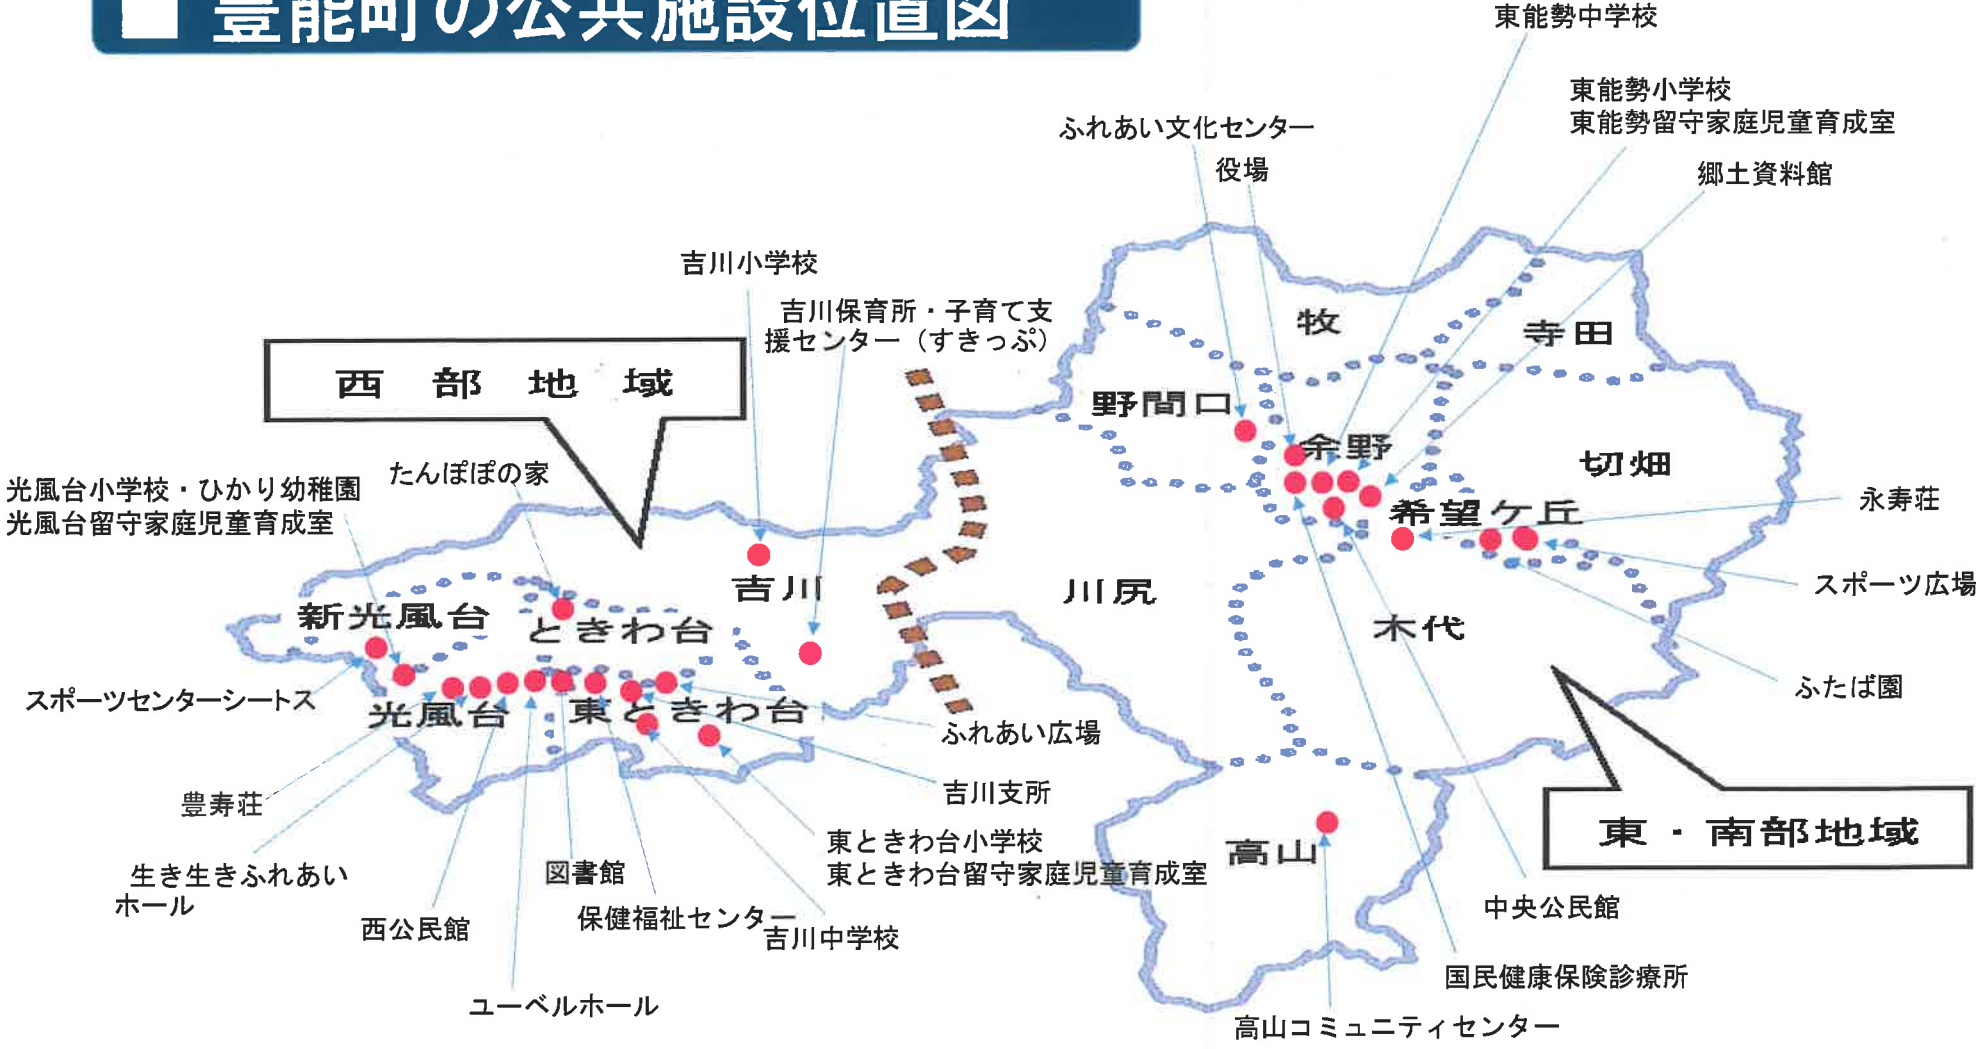 ■ 豊能町の公共施設位置図
東能勢中学校
東能勢小学校
東能勢留守家庭児童育成室
ふれあい文化センター
役場
郷土資料館
吉川小学校
吉川保育所・子育て支
援センター（すきっぷ）
西部地域
牧
寺田
野間口
余野
切畑
希望ケ丘
永寿荘
光風台小学校・ひかり幼稚園
光風台留守家庭児童育成室
たんぽぽの家
吉川
川尻
木代
スポーツ広場
ふたば園
新光風台
ときわ台
スポーツセンターシートス
光風台
東ときわ台
ふれあい広場
吉川支所
豊寿荘
東ときわ台小学校
東ときわ台留守家庭児童育成室
高山
東・南部地域
生き生きふれあい
ホール
図書館
西公民館
保健福祉センター
吉川中学校
中央公民館
国民健康保険診療所
ユーベルホール
高山コミュニティセンター